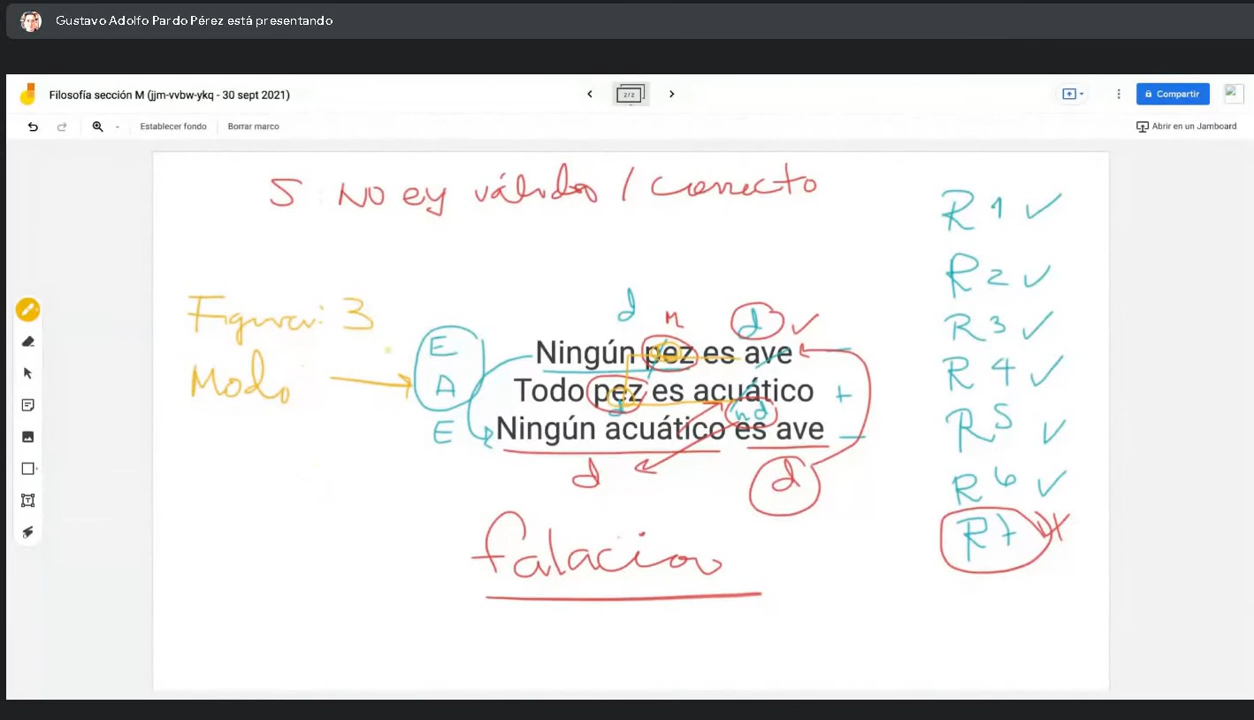 Gustavo Adolfo Pardo Pérez está presentando
Filosofía sección M (jjm-vvbw-ykq - 30 sept 2021)
2/2
Compartir
Establecer fondo
Borrar marco
Abrir en un Jamboard
S No ey válido / correcto
R1 ✓
R2 ✓
R3 ✓
R4 ✓
R5 ✓
R6 ✓
R7
Figura: 3
Modo
E
A
E
d
M
d ✓
Ningún pez es ave –
Todo pez es acuático +
d
nd
Ningún acuático es ave –
d
d
falacia